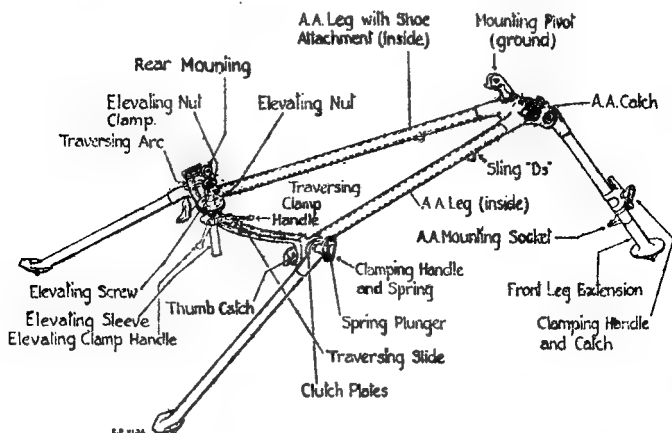 A.A. Leg with Shoe
Attachment (inside)
Mounting Pivot
(ground)
Rear Mounting
Elevating Nut
Clamp.
Elevating Nut
A.A. Catch
Traversing Arc
Sling "Ds"
Traversing
Clamp
Handle
A.A. Leg (inside)
A.A. Mounting Socket
Clamping Handle
and Spring
Front Leg Extension
Elevating Screw
Thumb Catch
Elevating Sleeve
Spring Plunger
Clamping Handle
and Catch
Elevating Clamp Handle
Traversing Slide
Clutch Plates